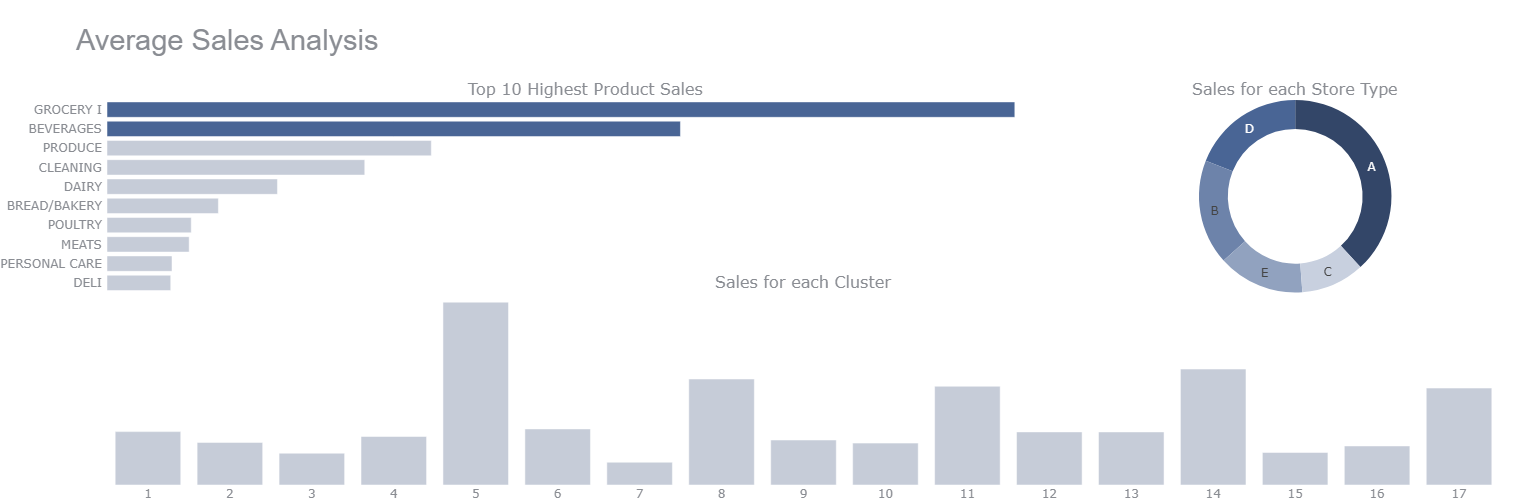 Average Sales Analysis
Top 10 Highest Product Sales
GROCERY I
BEVERAGES
PRODUCE
CLEANING
DAIRY
BREAD/BAKERY
POULTRY
MEATS
PERSONAL CARE
DELI
Sales for each Store Type
A
D
B
E
C
Sales for each Cluster
1 2 3 4 5 6 7 8 9 10 11 12 13 14 15 16 17